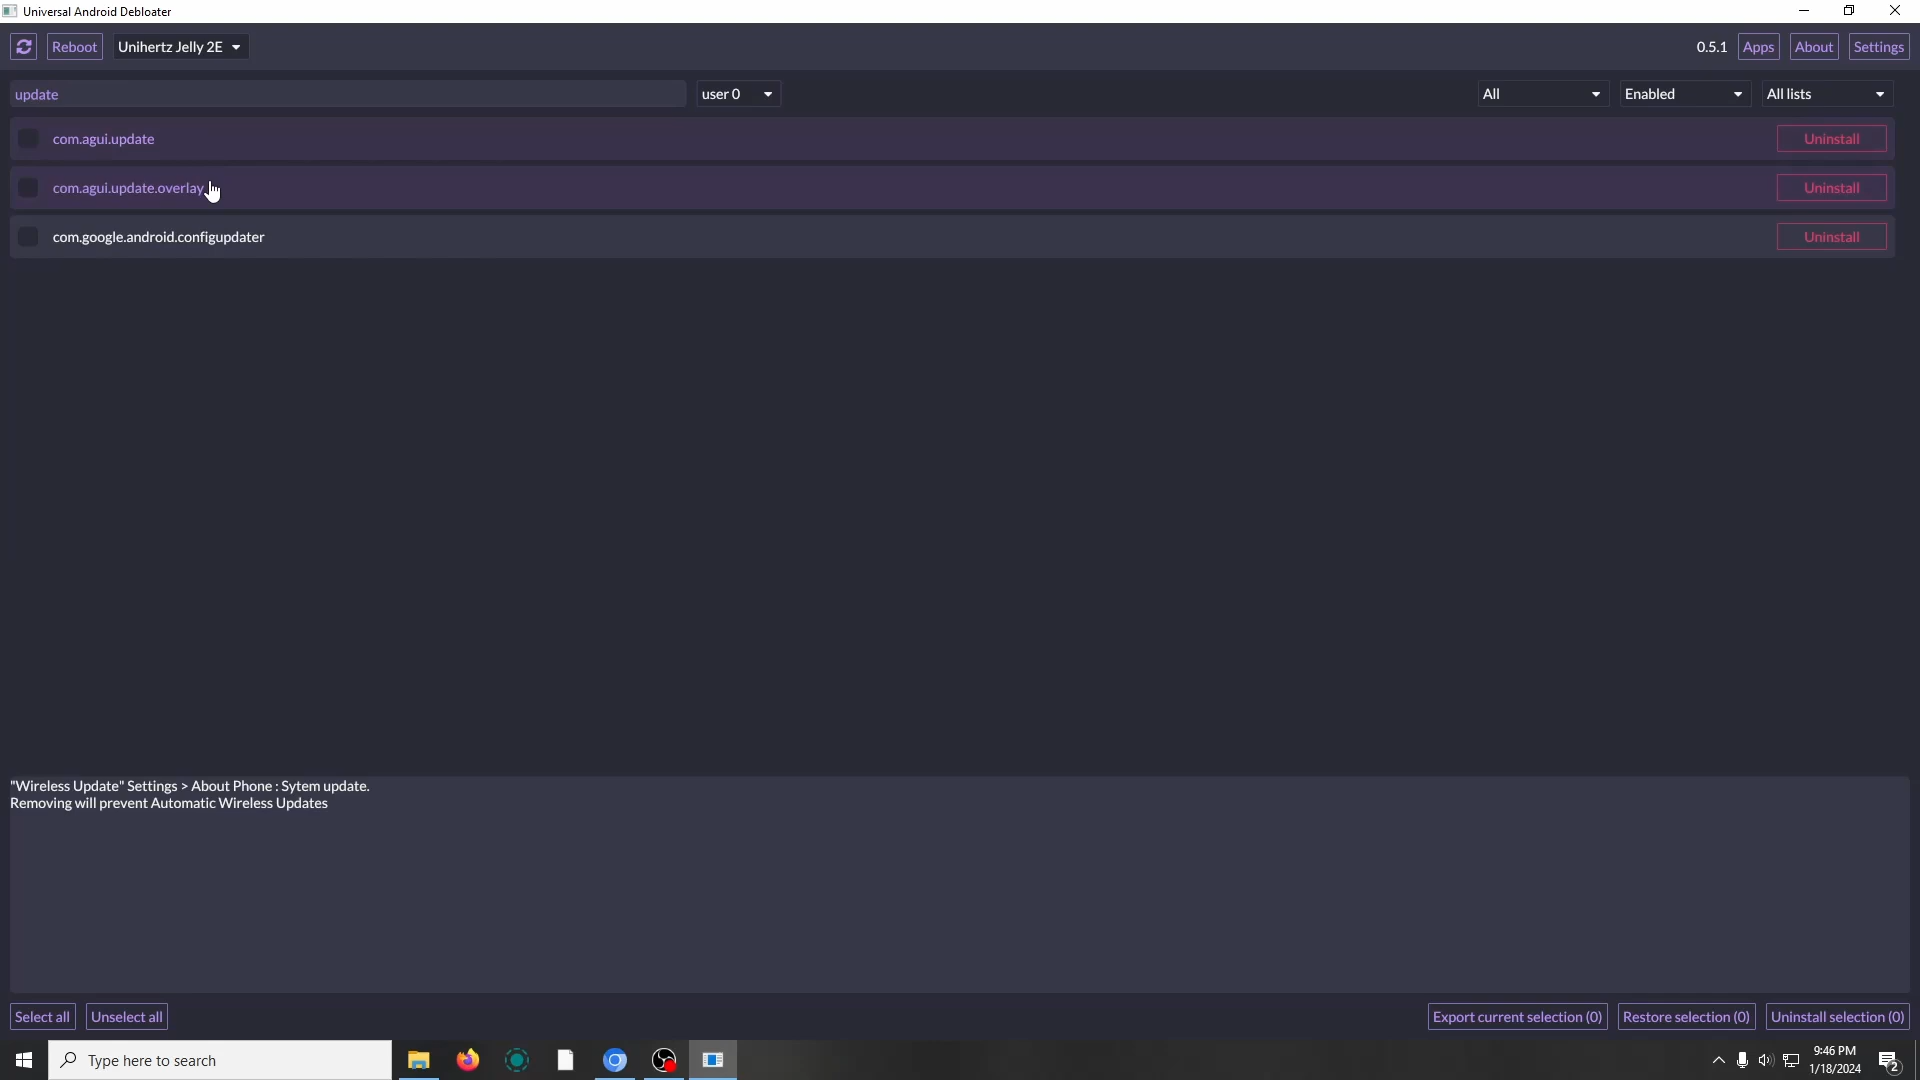 Universal Android Debloater
Reboot Unihertz Jelly 2E 0.5.1 Apps About Settings
update user 0 All Enabled All lists
com.agui.update Uninstall
com.agui.update.overlay Uninstall
com.google.android.configupdater Uninstall
"Wireless Update" Settings > About Phone : Sytem update.
Removing will prevent Automatic Wireless Updates
Select all Unselect all Export current selection (0) Restore selection (0) Uninstall selection (0)
Type here to search 9:46 PM
1/18/2024 2